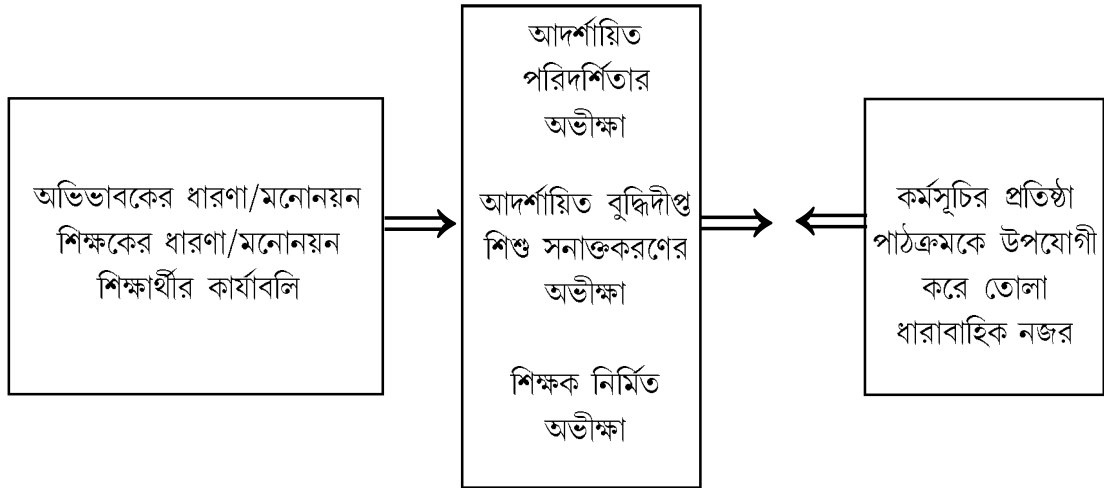 অভিভাবকের ধারণা/মনোনয়ন
শিক্ষকের ধারণা/মনোনয়ন
শিক্ষার্থীর কার্যাবলি
আদর্শায়িত
পরিদর্শিতার
অভীক্ষা
আদর্শায়িত বুদ্ধিদীপ্ত
শিশু সনাক্তকরণের
অভীক্ষা
শিক্ষক নির্মিত
অভীক্ষা
কর্মসূচির প্রতিষ্ঠা
পাঠক্রমকে উপযোগী
করে তোলা
ধারাবাহিক নজর